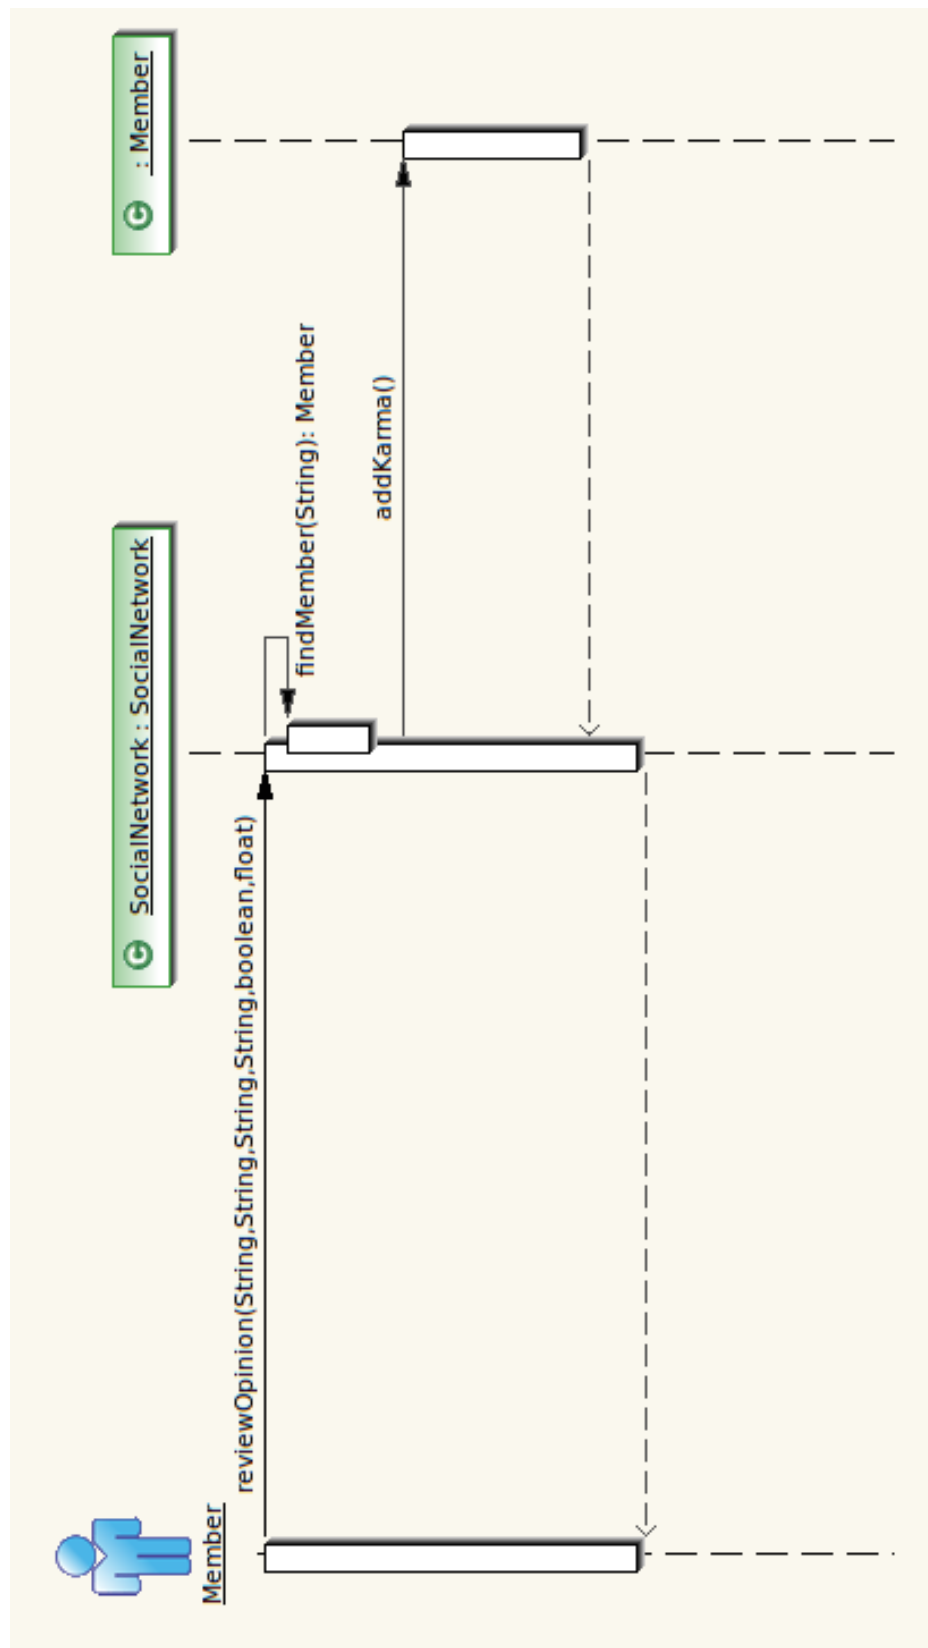 Member
SocialNetwork : SocialNetwork
: Member
reviewOpinion(String,String,String,String,boolean,float)
findMember(String): Member
addKarma()